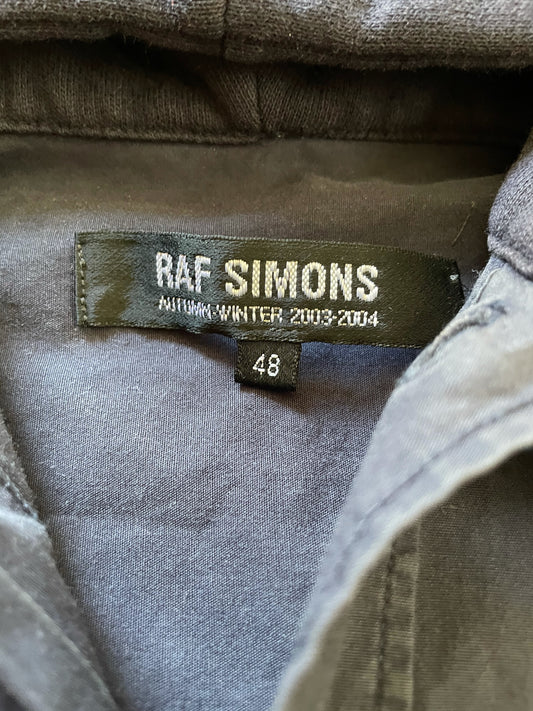 RAF SIMONS
AUTUMN-WINTER 2003-2004
48